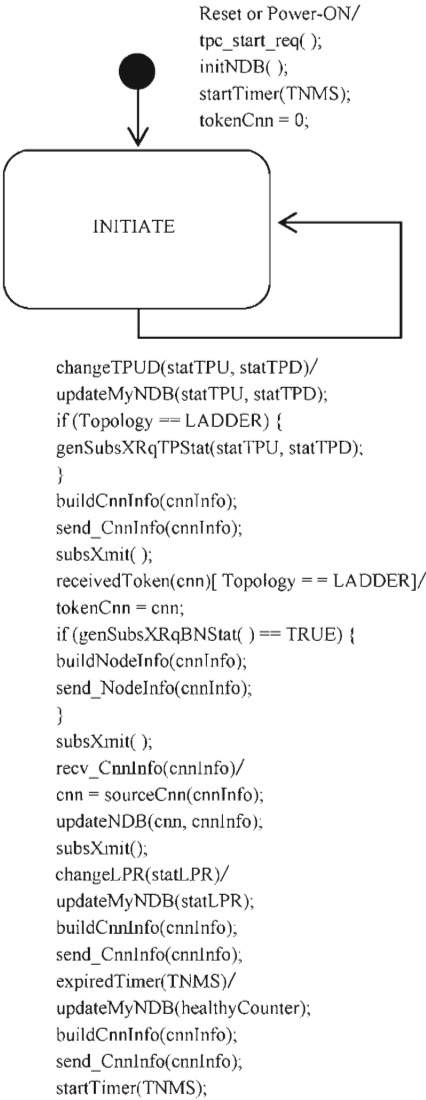 Reset or Power-ON/
tpc_start_req( );
initNDB( );
startTimer(TNMS);
tokenCnn = 0;
INITIATE
changeTPUD(statTPU, statTPD)/
updateMyNDB(statTPU, statTPD);
if (Topology == LADDER) {
genSubsXRqTPStat(statTPU, statTPD);
}
buildCnnInfo(cnnInfo);
send_CnnInfo(cnnInfo);
subsXmit( );
receivedToken(cnn)[ Topology = = LADDER]/
tokenCnn = cnn;
if (genSubsXRqBNStat( ) == TRUE) {
buildNodeInfo(cnnInfo);
send_NodeInfo(cnnInfo);
}
subsXmit( );
recv_CnnInfo(cnnInfo)/
cnn = sourceCnn(cnnInfo);
updateNDB(cnn, cnnInfo);
subsXmit();
changeLPR(statLPR)/
updateMyNDB(statLPR);
buildCnnInfo(cnnInfo);
send_CnnInfo(cnnInfo);
expiredTimer(TNMS)/
updateMyNDB(healthyCounter);
buildCnnInfo(cnnInfo);
send_CnnInfo(cnnInfo);
startTimer(TNMS);